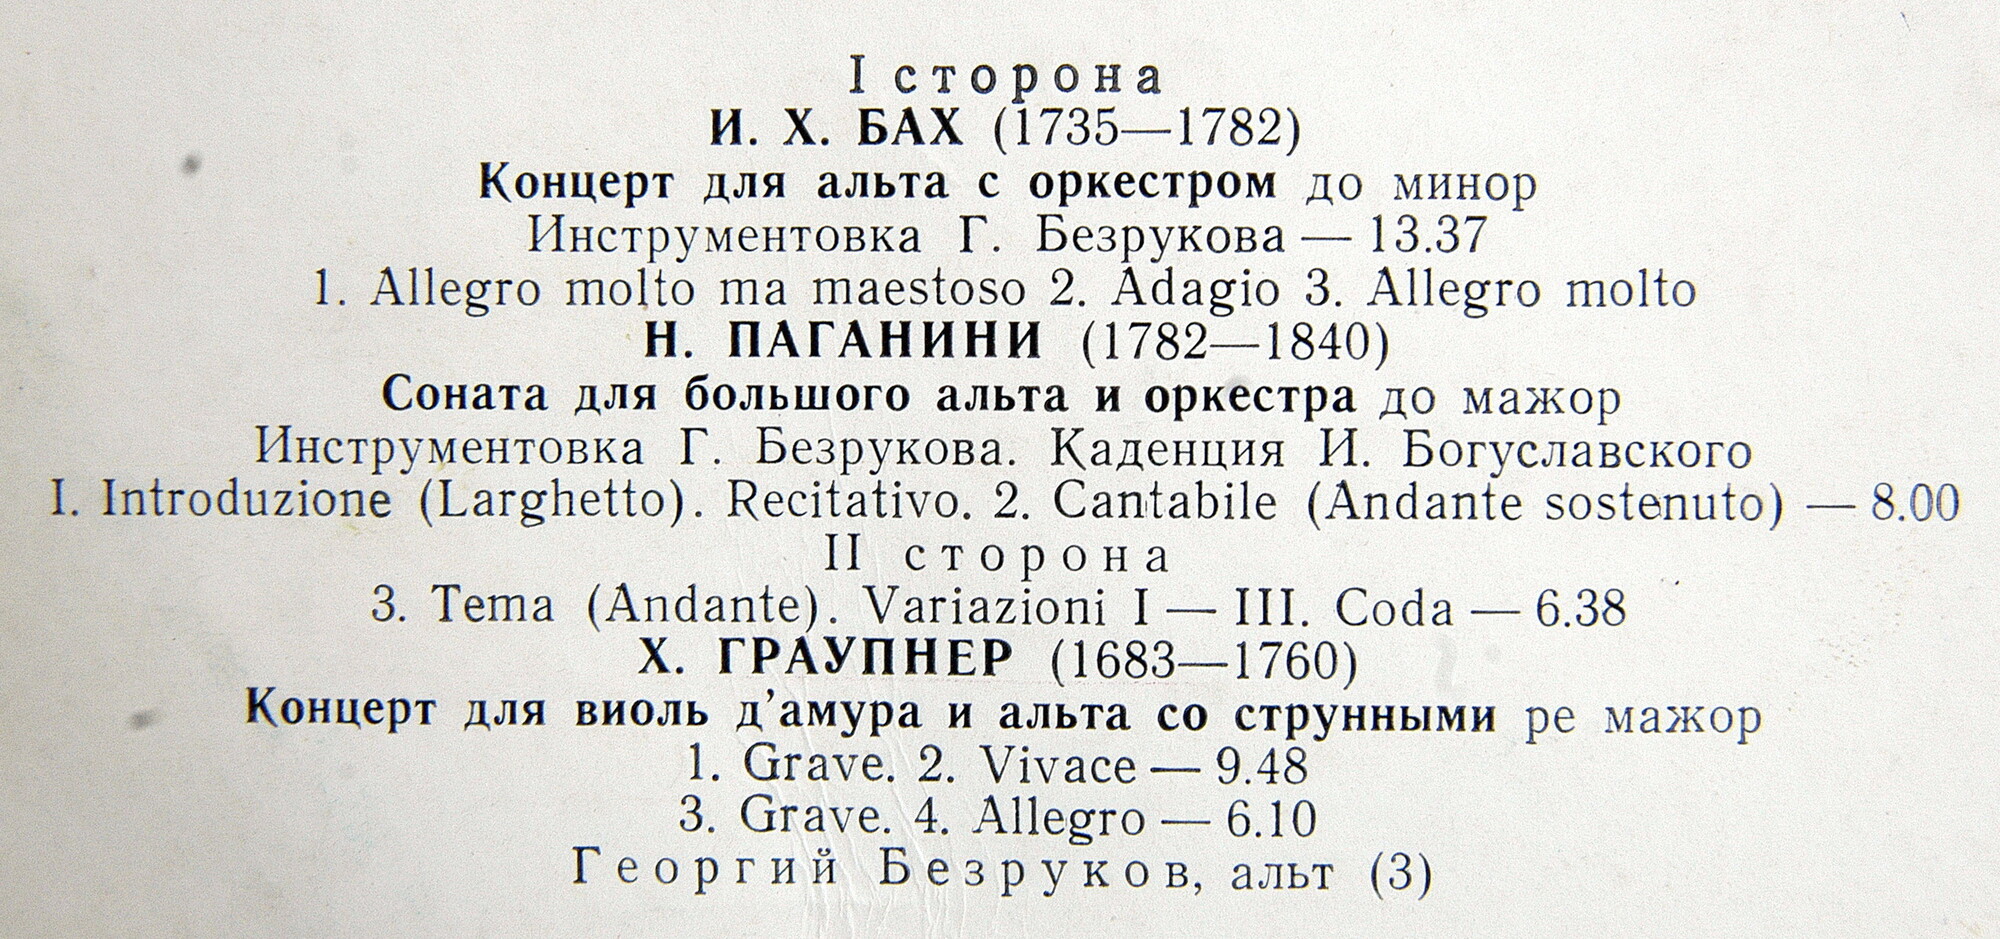 I сторона
И. Х. БАХ (1735—1782)
Концерт для альта с оркестром до минор
Инструментовка Г. Безрукова — 13.37
1. Allegro molto ma maestoso 2. Adagio 3. Allegro molto
Н. ПАГАНИНИ (1782—1840)
Соната для большого альта и оркестра до мажор
Инструментовка Г. Безрукова. Каденция И. Богуславского
I. Introduzione (Larghetto). Recitativo. 2. Cantabile (Andante sostenuto) — 8.00
II сторона
3. Tema (Andante). Variazioni I — III. Coda — 6.38
Х. ГРАУПНЕР (1683—1760)
Концерт для виоль д'амура и альта со струнными ре мажор
1. Grave. 2. Vivace — 9.48
3. Grave. 4. Allegro — 6.10
Георгий Безруков, альт (3)